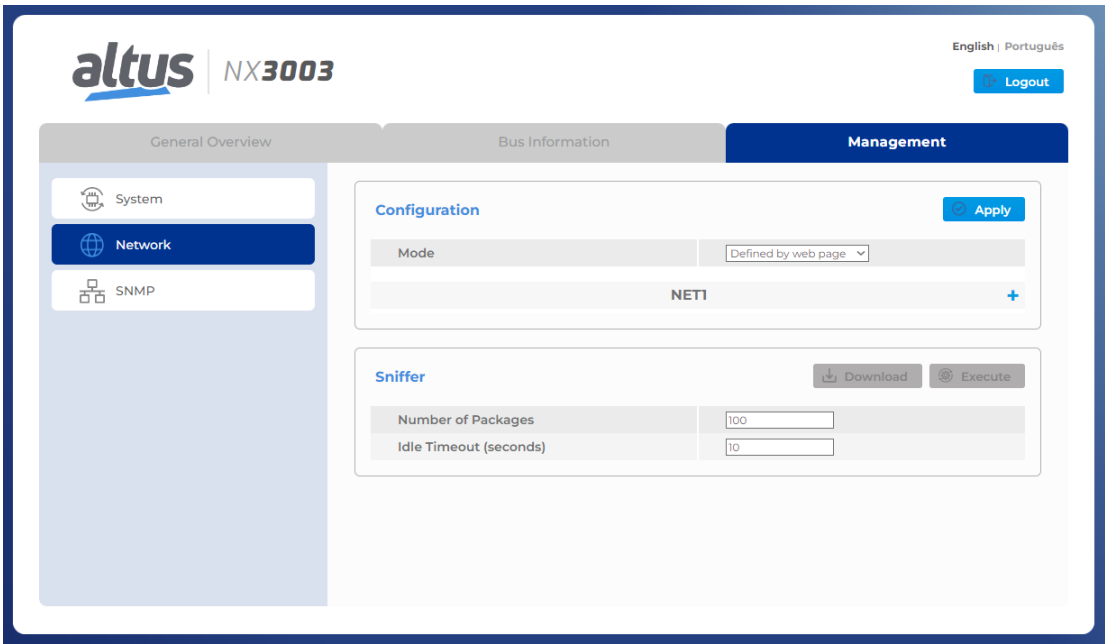 altus NX3003
English | Português
Logout
General Overview Bus Information Management
System
Network
SNMP
Configuration
Apply
Mode Defined by web page
NET1 +
Sniffer
Download Execute
Number of Packages 100
Idle Timeout (seconds) 10